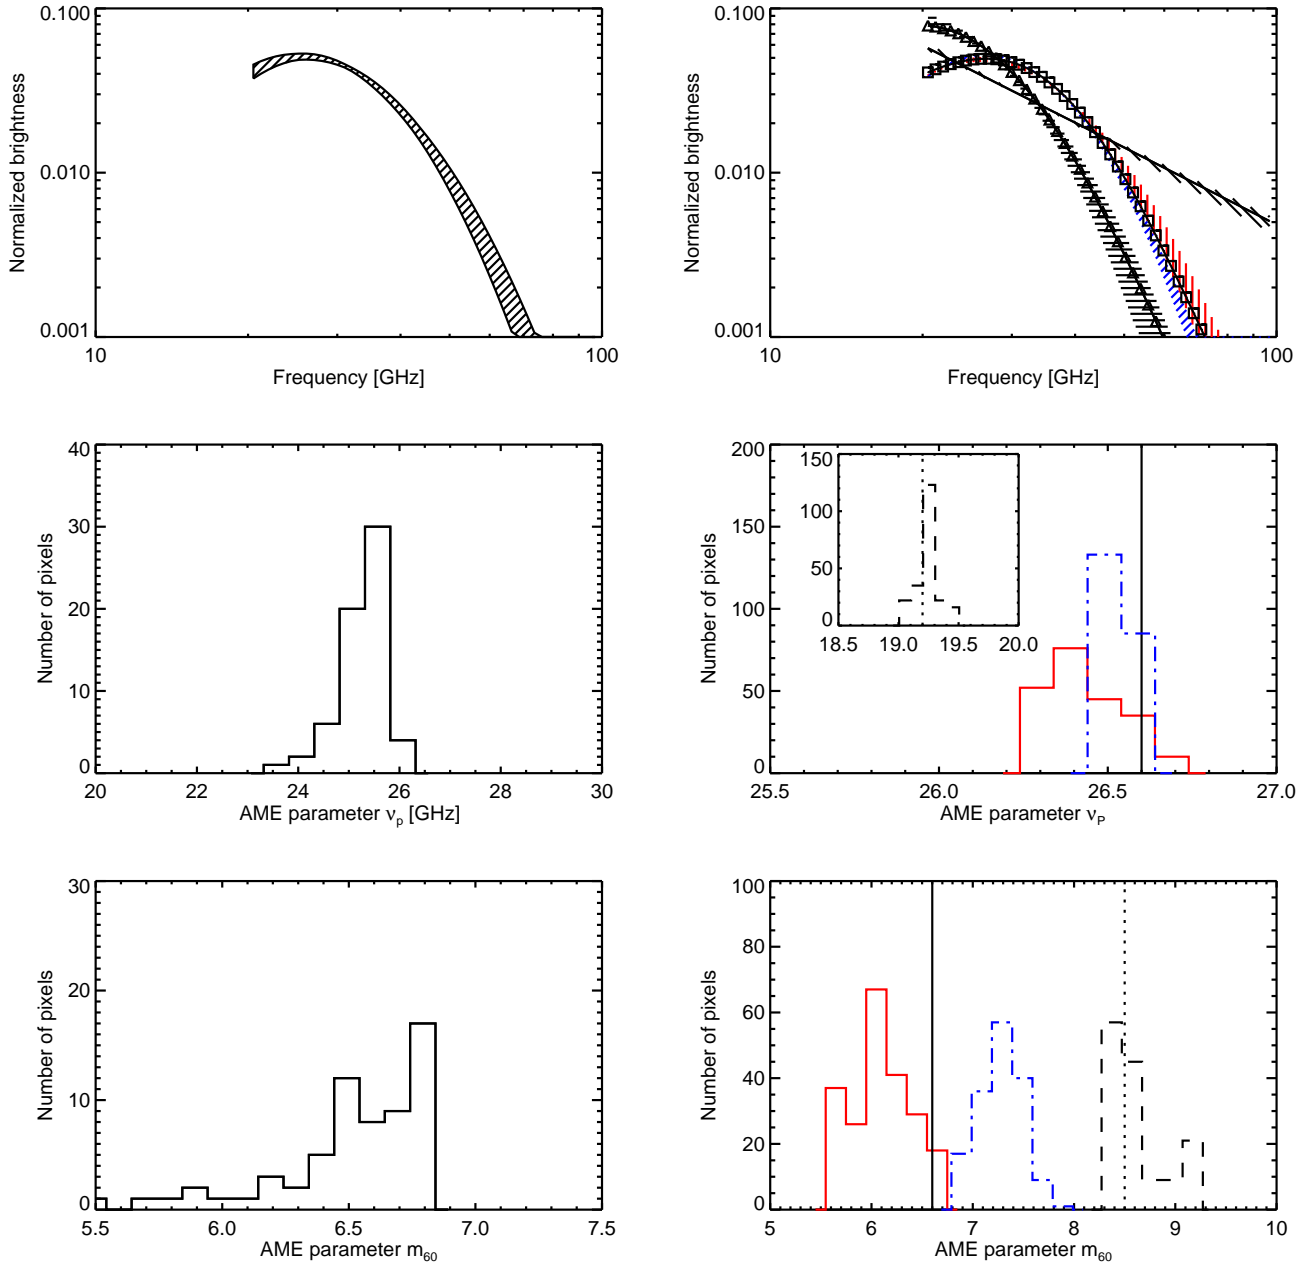 0.100
0.010
0.001
Normalized brightness
10
100
Frequency [GHz]
0.100
0.010
0.001
Normalized brightness
10
100
Frequency [GHz]
40
30
20
10
0
Number of pixels
20 22 24 26 28 30
AME parameter νp [GHz]
200
150
100
50
0
Number of pixels
150
100
50
0
18.5 19.0 19.5 20.0
25.5 26.0 26.5 27.0
AME parameter νP
30
20
10
0
Number of pixels
5.5 6.0 6.5 7.0 7.5
AME parameter m60
100
80
60
40
20
0
Number of pixels
5 6 7 8 9 10
AME parameter m60